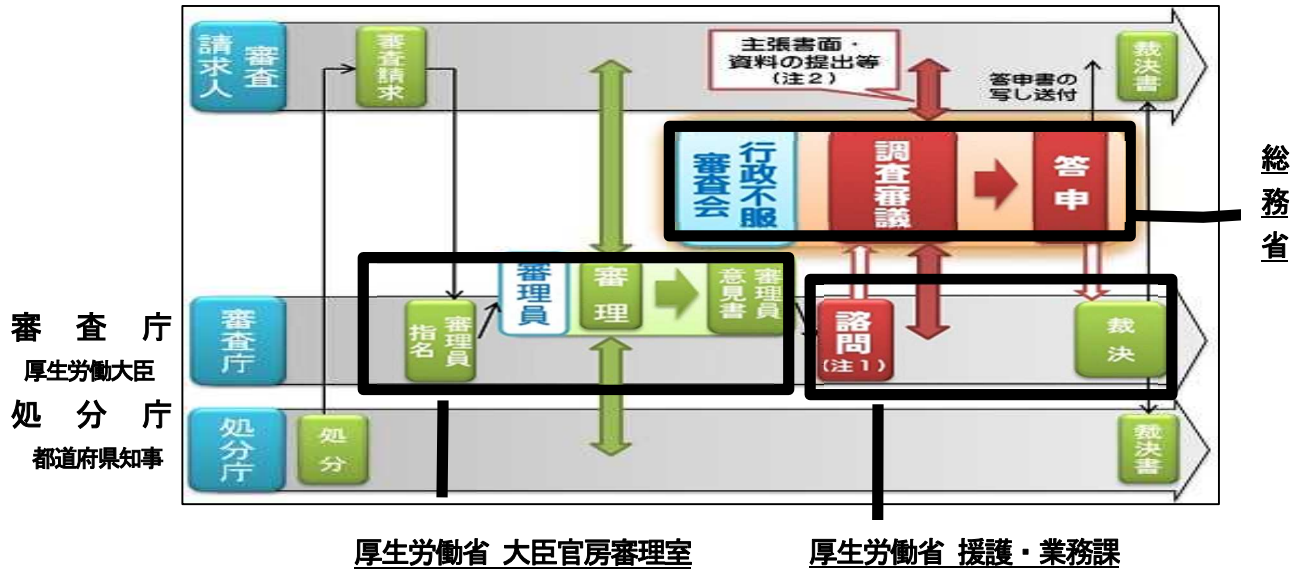 審査
請求人
審査請求
主張書面・
資料の提出等
（注２）
答申書の
写し送付
裁決書
行政不服
審査会
調査審議
答申
総務省
審査庁
厚生労働大臣
審査庁
審理員
指名
審理員
審理
審理員
意見書
諮問
（注１）
裁決
処分庁
都道府県知事
処分庁
処分
裁決書
厚生労働省 大臣官房審理室
厚生労働省 援護・業務課